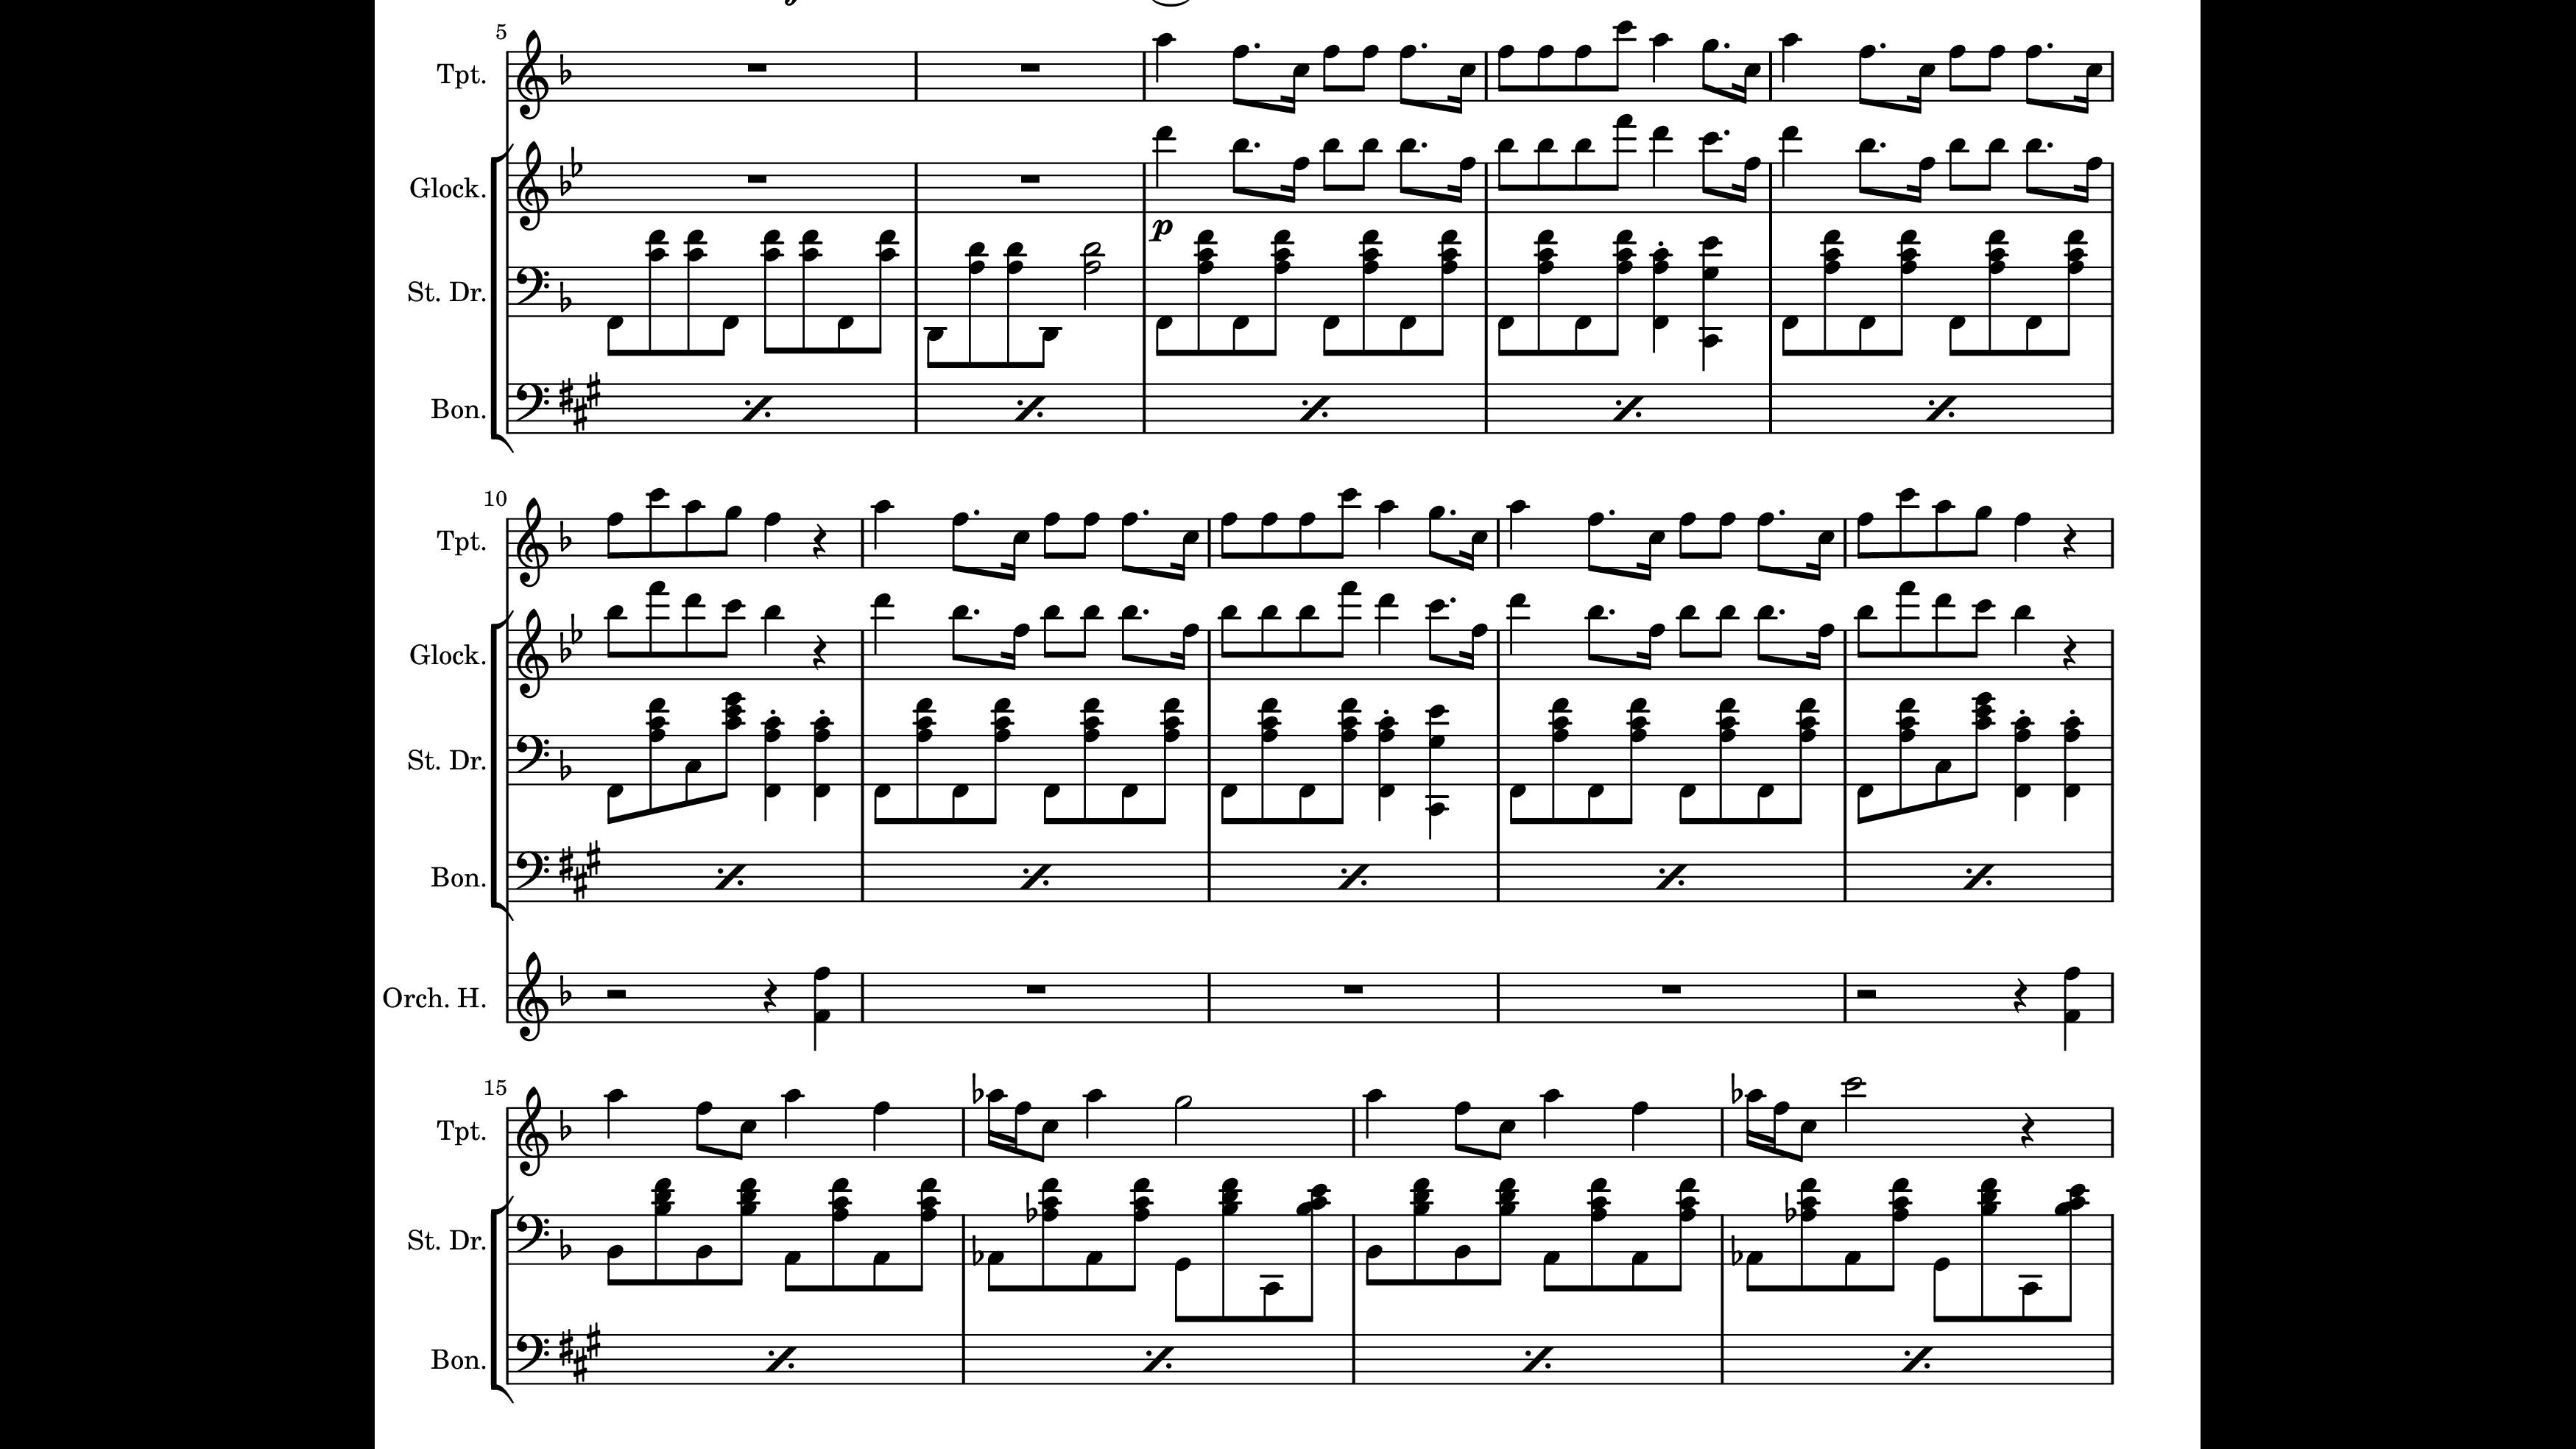 5
Tpt.
Glock.
p
St. Dr.
Bon.
10
Tpt.
Glock.
St. Dr.
Bon.
Orch. H.
15
Tpt.
St. Dr.
Bon.